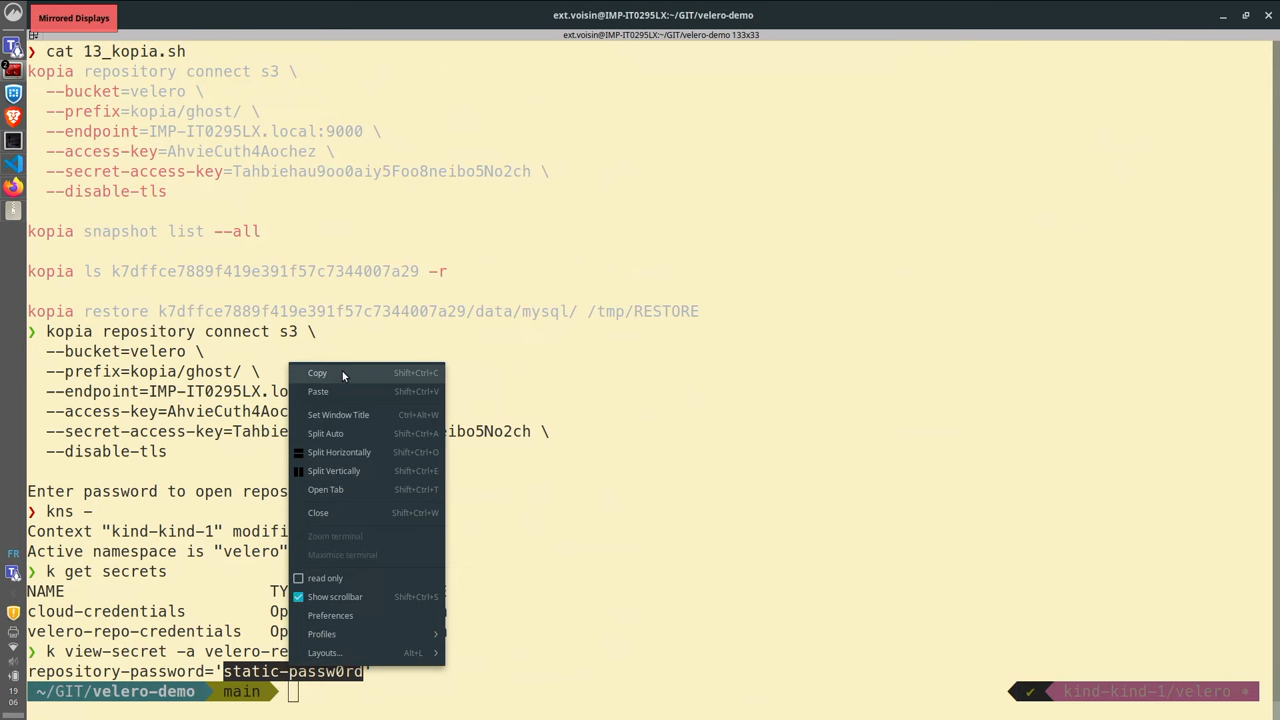 Mirrored Displays
ext.voisin@IMP-IT0295LX:~/GIT/velero-demo
ext.voisin@IMP-IT0295LX:~/GIT/velero-demo 133x33
❯ cat 13_kopia.sh
kopia repository connect s3 \
--bucket=velero \
--prefix=kopia/ghost/ \
--endpoint=IMP-IT0295LX.local:9000 \
--access-key=AhvieCuth4Aochez \
--secret-access-key=Tahbiehau9oo0aiy5Foo8neibo5No2ch \
--disable-tls
kopia snapshot list --all
kopia ls k7dffce7889f419e391f57c7344007a29 -r
kopia restore k7dffce7889f419e391f57c7344007a29/data/mysql/ /tmp/RESTORE
❯ kopia repository connect s3 \
--bucket=velero \
--prefix=kopia/ghost/ \
--endpoint=IMP-IT0295LX.lo
--access-key=AhvieCuth4Aoc
--secret-access-key=Tahbie ibo5No2ch \
--disable-tls
Enter password to open repos
❯ kns -
Context "kind-kind-1" modifi
Active namespace is "velero"
❯ k get secrets
NAME TY
cloud-credentials Op
velero-repo-credentials Op
❯ k view-secret -a velero-re
repository-password='static-passw0rd'
~/GIT/velero-demo main
✔ kind-kind-1/velero
Copy Shift+Ctrl+C
Paste Shift+Ctrl+V
Set Window Title Ctrl+Alt+W
Split Auto Shift+Ctrl+A
Split Horizontally Shift+Ctrl+O
Split Vertically Shift+Ctrl+E
Open Tab Shift+Ctrl+T
Close Shift+Ctrl+W
Zoom terminal
Maximize terminal
read only
Show scrollbar Shift+Ctrl+S
Preferences
Profiles
Layouts... Alt+L
2
FR
19
06